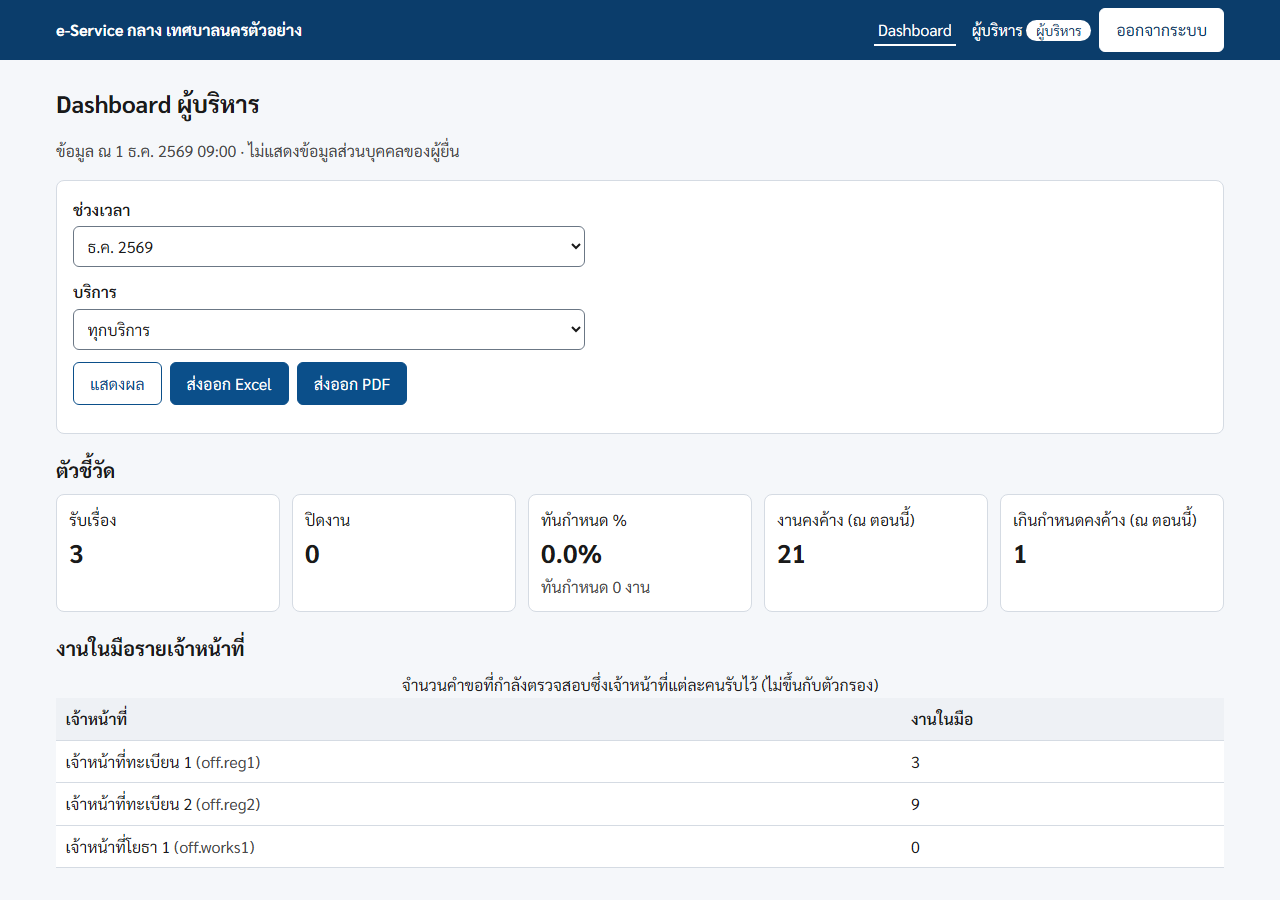 e-Service กลาง เทศบาลนครตัวอย่าง
Dashboard ผู้บริหาร ผู้บริหาร ออกจากระบบ
Dashboard ผู้บริหาร
ข้อมูล ณ 1 ธ.ค. 2569 09:00 · ไม่แสดงข้อมูลส่วนบุคคลของผู้ยื่น
ช่วงเวลา
ธ.ค. 2569
บริการ
ทุกบริการ
แสดงผล ส่งออก Excel ส่งออก PDF
ตัวชี้วัด
รับเรื่อง
3
ปิดงาน
0
ทันกำหนด %
0.0%
ทันกำหนด 0 งาน
งานคงค้าง (ณ ตอนนี้)
21
เกินกำหนดคงค้าง (ณ ตอนนี้)
1
งานในมือรายเจ้าหน้าที่
จำนวนคำขอที่กำลังตรวจสอบซึ่งเจ้าหน้าที่แต่ละคนรับไว้ (ไม่ขึ้นกับตัวกรอง)
เจ้าหน้าที่ งานในมือ
เจ้าหน้าที่ทะเบียน 1 (off.reg1) 3
เจ้าหน้าที่ทะเบียน 2 (off.reg2) 9
เจ้าหน้าที่โยธา 1 (off.works1) 0